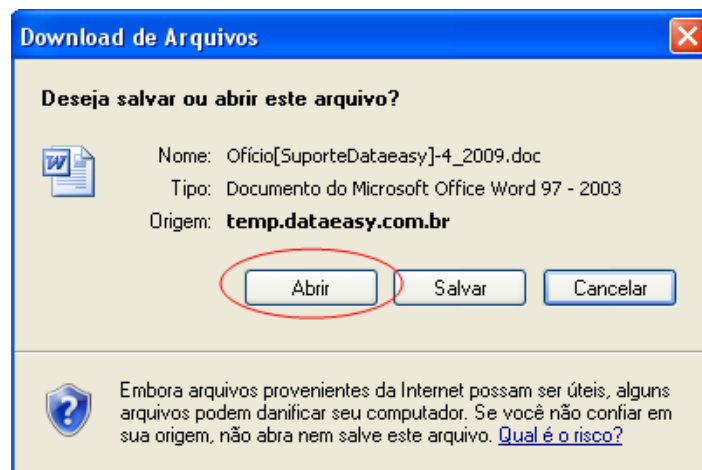 Download de Arquivos
Deseja salvar ou abrir este arquivo?
Nome: Ofício[SuporteDataeasy]-4_2009.doc
Tipo: Documento do Microsoft Office Word 97 - 2003
Origem: temp.dataeasy.com.br
Abrir Salvar Cancelar
Embora arquivos provenientes da Internet possam ser úteis, alguns
arquivos podem danificar seu computador. Se você não confiar em
sua origem, não abra nem salve este arquivo. Qual é o risco?